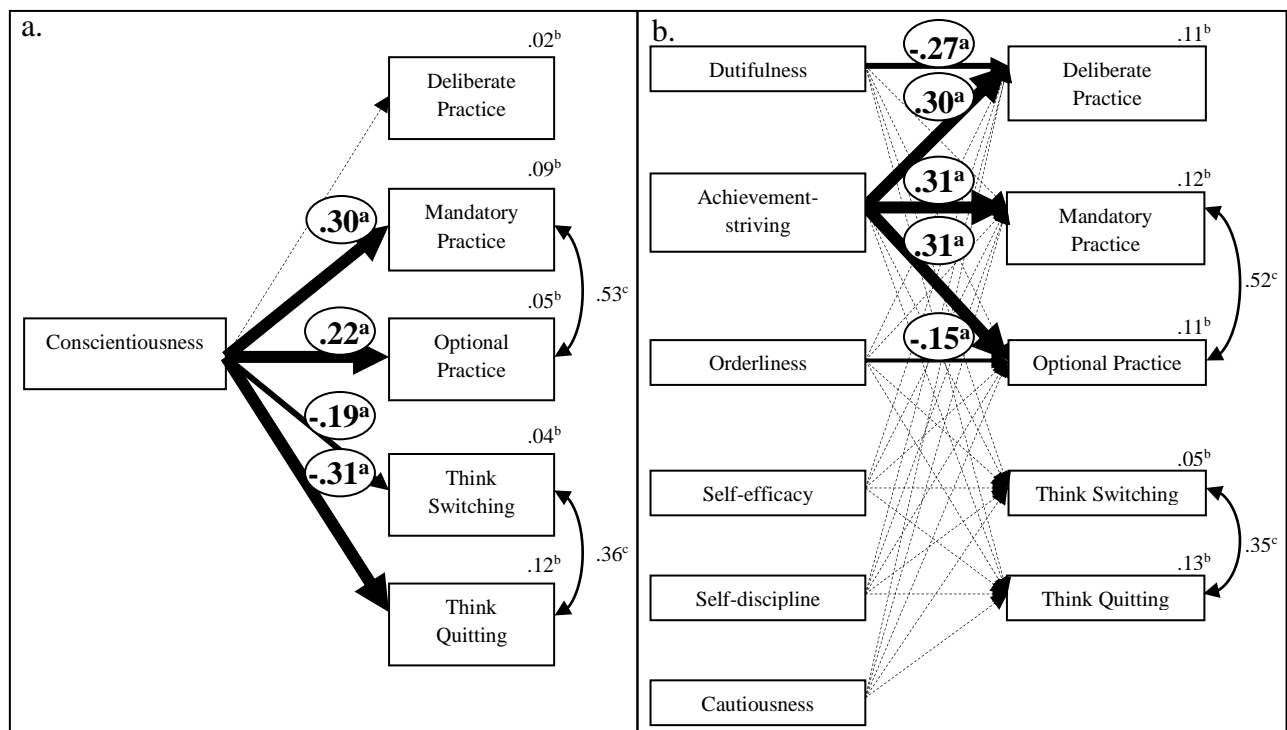 a.
.02ᵇ
Deliberate
Practice
.09ᵇ
.30ᵃ
Mandatory
Practice
.53ᶜ
.05ᵇ
Conscientiousness
.22ᵃ
Optional
Practice
-.19ᵃ
.04ᵇ
-.31ᵃ
Think
Switching
.36ᶜ
.12ᵇ
Think
Quitting
b.
.11ᵇ
Dutifulness
-.27ᵃ
Deliberate
Practice
.30ᵃ
.12ᵇ
Achievement-
striving
.31ᵃ
Mandatory
Practice
.31ᵃ
.52ᶜ
.11ᵇ
Orderliness
-.15ᵃ
Optional Practice
.05ᵇ
Self-efficacy
Think Switching
.35ᶜ
.13ᵇ
Self-discipline
Think Quitting
Cautiousness